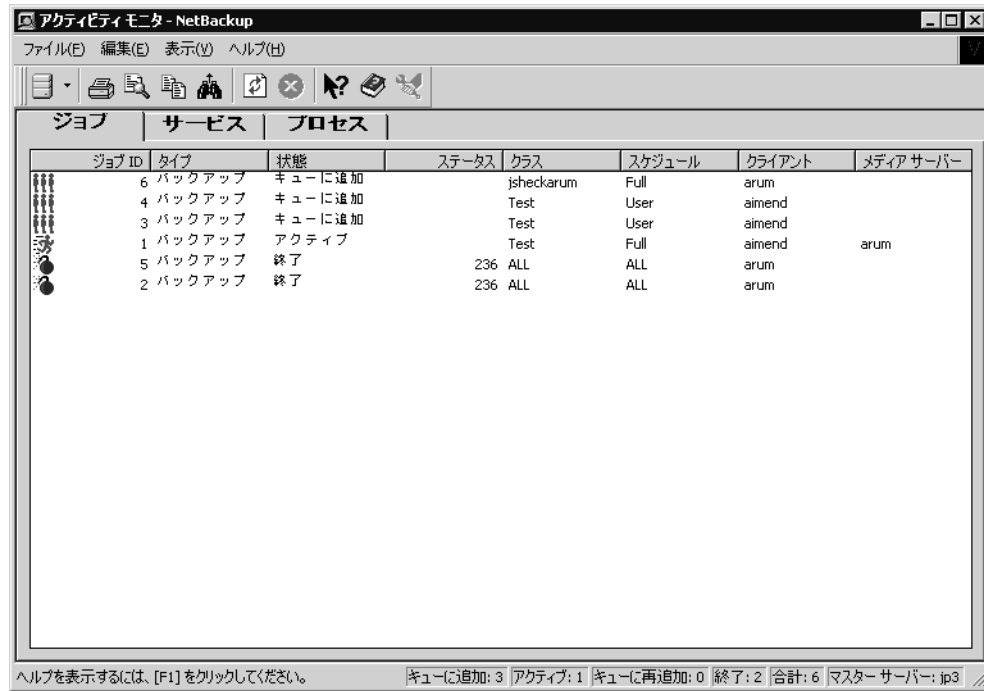 アクティビティ モニタ - NetBackup
ファイル(F) 編集(E) 表示(V) ヘルプ(H)
ジョブ サービス プロセス
ジョブ ID タイプ 状態 ステータス クラス スケジュール クライアント メディア サーバー
6 バックアップ キューに追加 jsheckarum Full arum
4 バックアップ キューに追加 Test User aimend
3 バックアップ キューに追加 Test User aimend
1 バックアップ アクティブ Test Full aimend arum
5 バックアップ 終了 236 ALL ALL arum
2 バックアップ 終了 236 ALL ALL arum
ヘルプを表示するには、[F1] をクリックしてください。 キューに追加: 3 アクティブ: 1 キューに再追加: 0 終了: 2 合計: 6 マスター サーバー: jp3